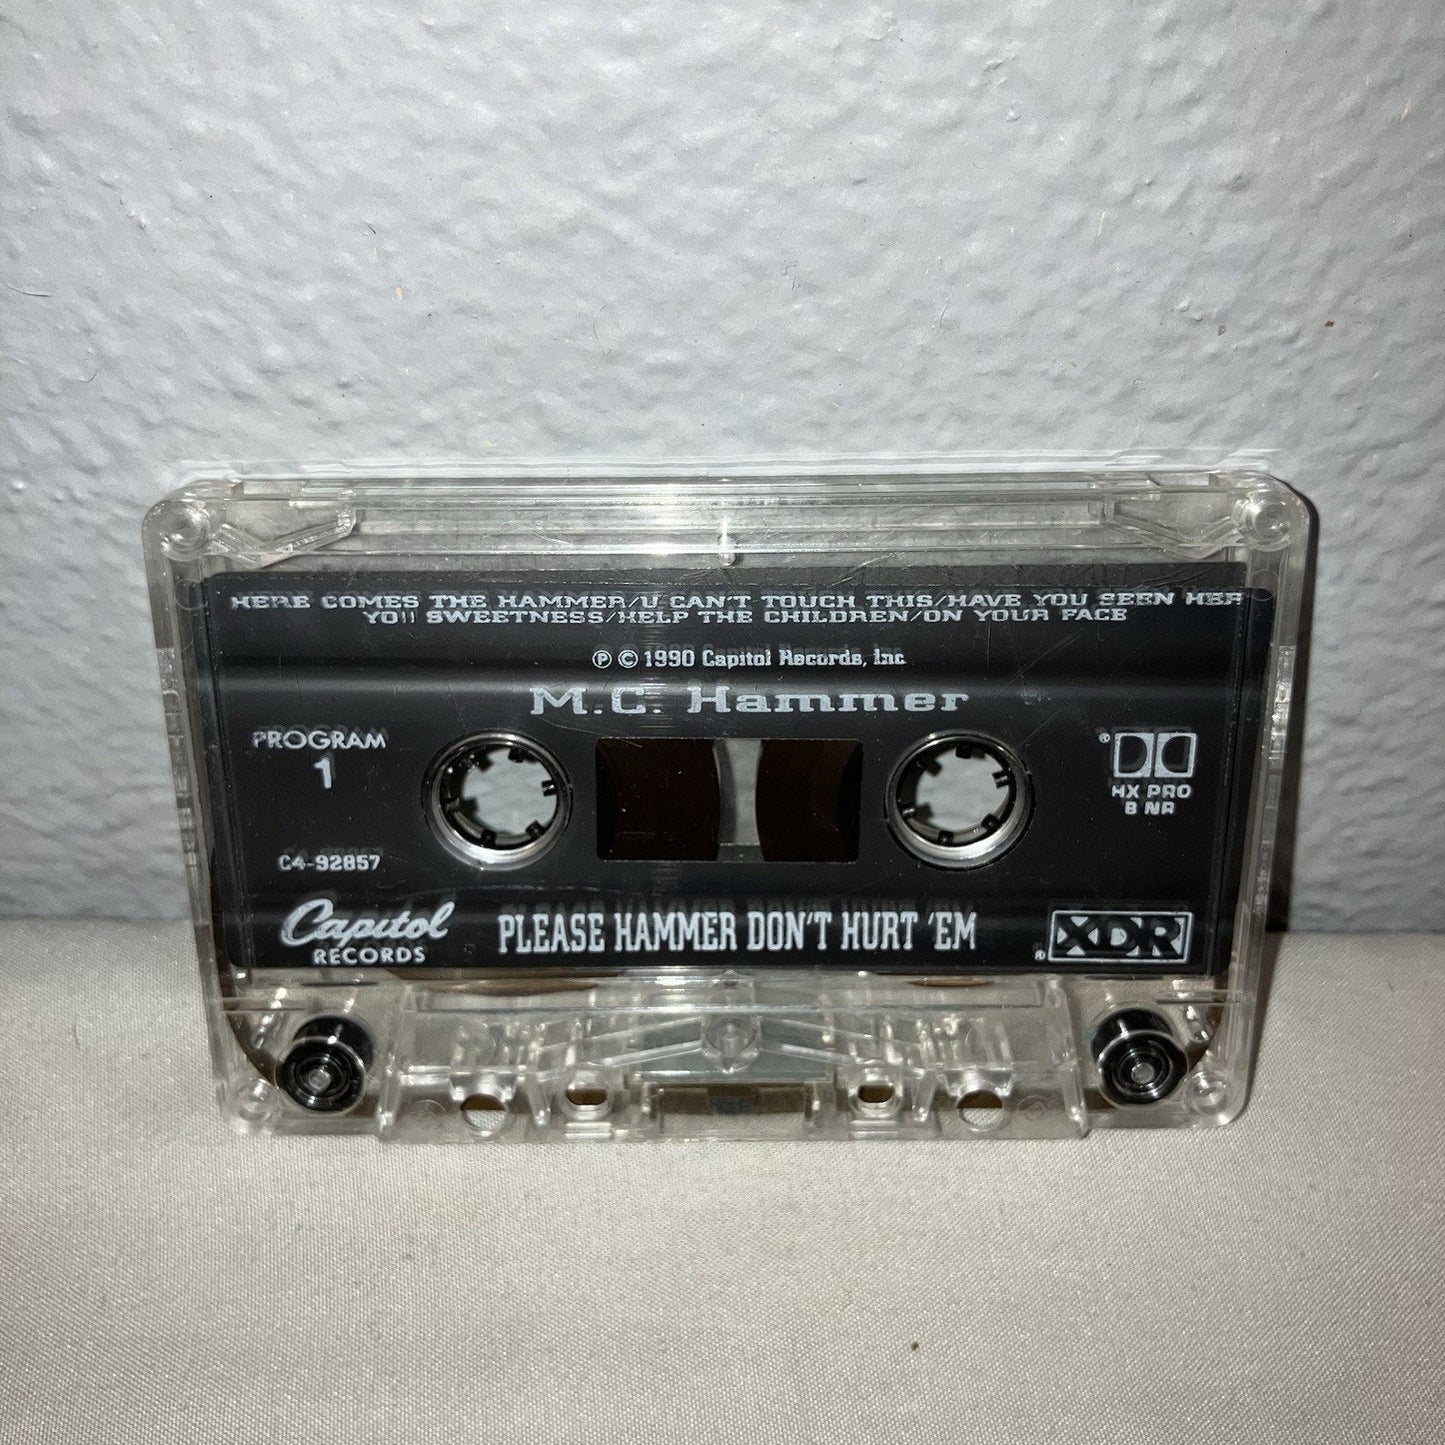 HERE COMES THE HAMMER/U CAN'T TOUCH THIS/HAVE YOU SEEN HER
YO!! SWEETNESS/HELP THE CHILDREN/ON YOUR FACE
℗ © 1990 Capitol Records, Inc
M.C. Hammer
PROGRAM
1
®
HX PRO
B NR
C4-92857
Capitol
RECORDS
PLEASE HAMMER DON'T HURT 'EM
® XDR